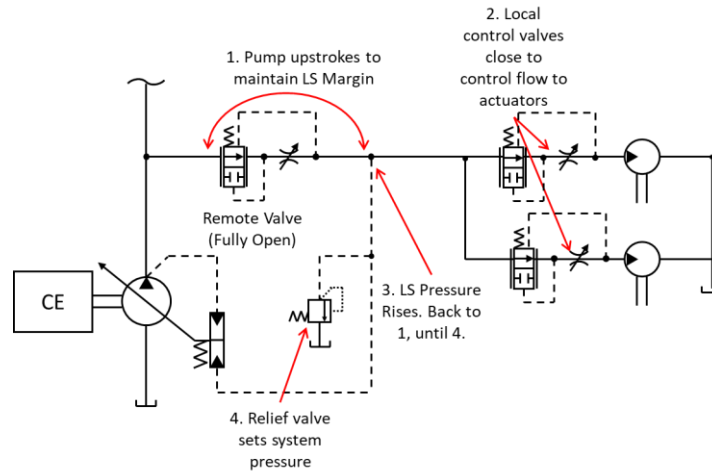 1. Pump upstrokes to
maintain LS Margin
2. Local
control valves
close to
control flow to
actuators
Remote Valve
(Fully Open)
CE
3. LS Pressure
Rises. Back to
1, until 4.
4. Relief valve
sets system
pressure